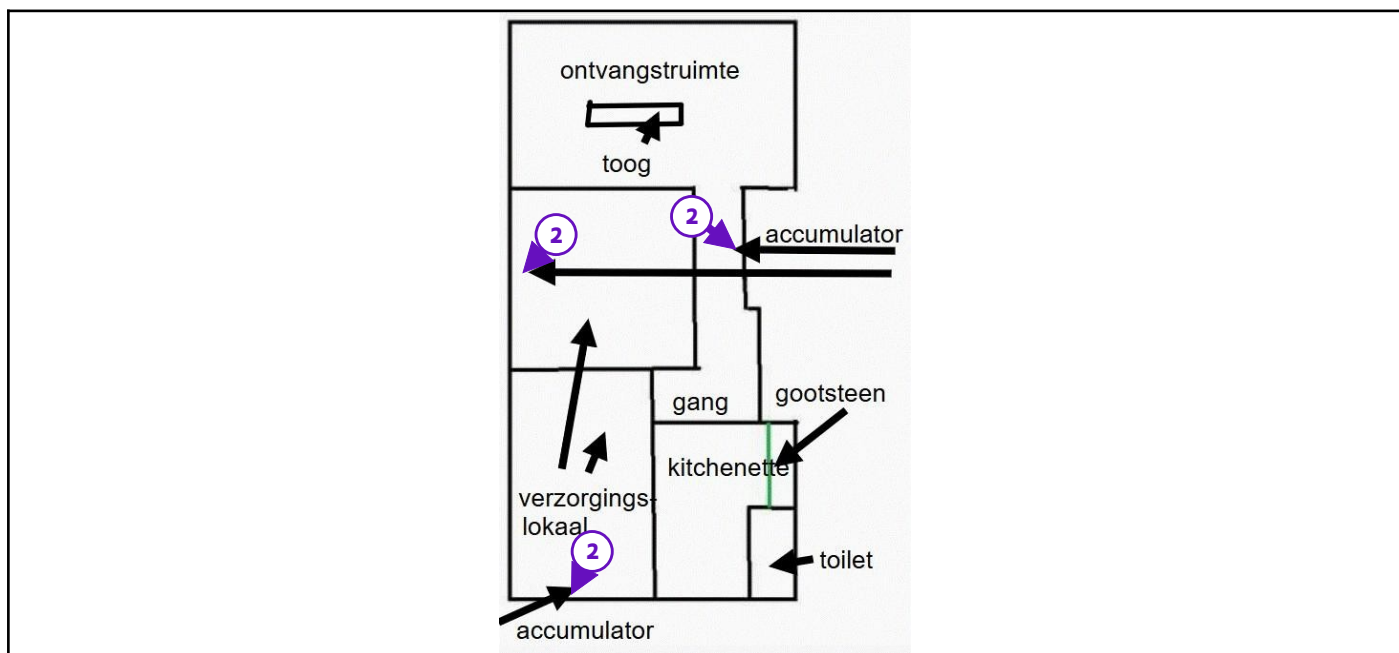 ontvangstruimte
toog
2
2
accumulator
gang
gootsteen
kitchenette
verzorgings-
lokaal
2
toilet
accumulator